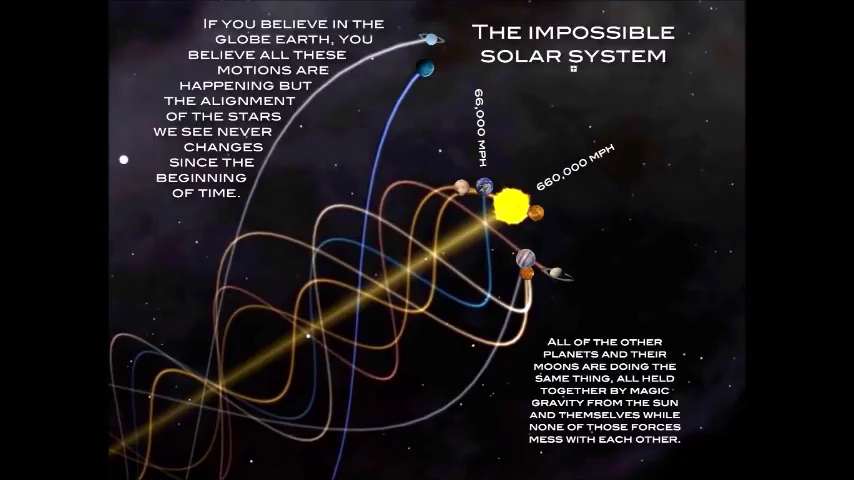 IF YOU BELIEVE IN THE
GLOBE EARTH, YOU
BELIEVE ALL THESE
MOTIONS ARE
HAPPENING BUT
THE ALIGNMENT
OF THE STARS
WE SEE NEVER
CHANGES
SINCE THE
BEGINNING
OF TIME.
THE IMPOSSIBLE
SOLAR SYSTEM
66,000 MPH
660,000 MPH
ALL OF THE OTHER
PLANETS AND THEIR
MOONS ARE DOING THE
SAME THING, ALL HELD
TOGETHER BY MAGIC
GRAVITY FROM THE SUN
AND THEMSELVES WHILE
NONE OF THOSE FORCES
MESS WITH EACH OTHER.